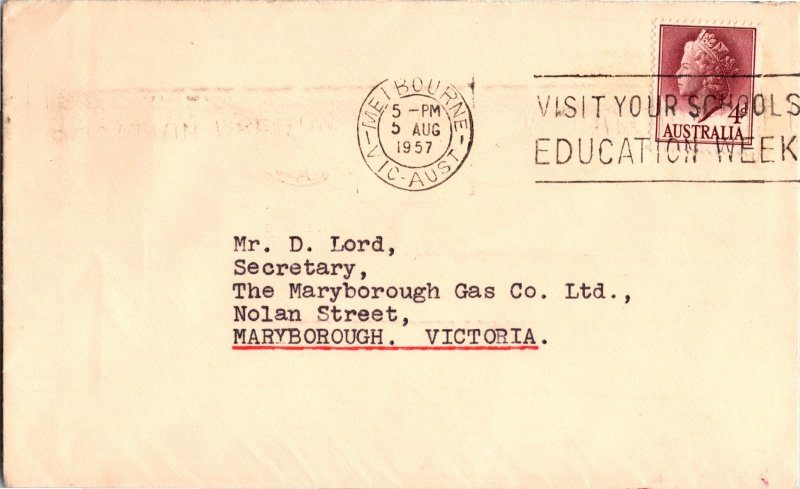 MELBOURNE
5 - PM
5 AUG
1957
VIC - AUST
VISIT YOUR SCHOOLS
EDUCATION WEEK
4d
AUSTRALIA
Mr. D. Lord,
Secretary,
The Maryborough Gas Co. Ltd.,
Nolan Street,
MARYBOROUGH. VICTORIA.